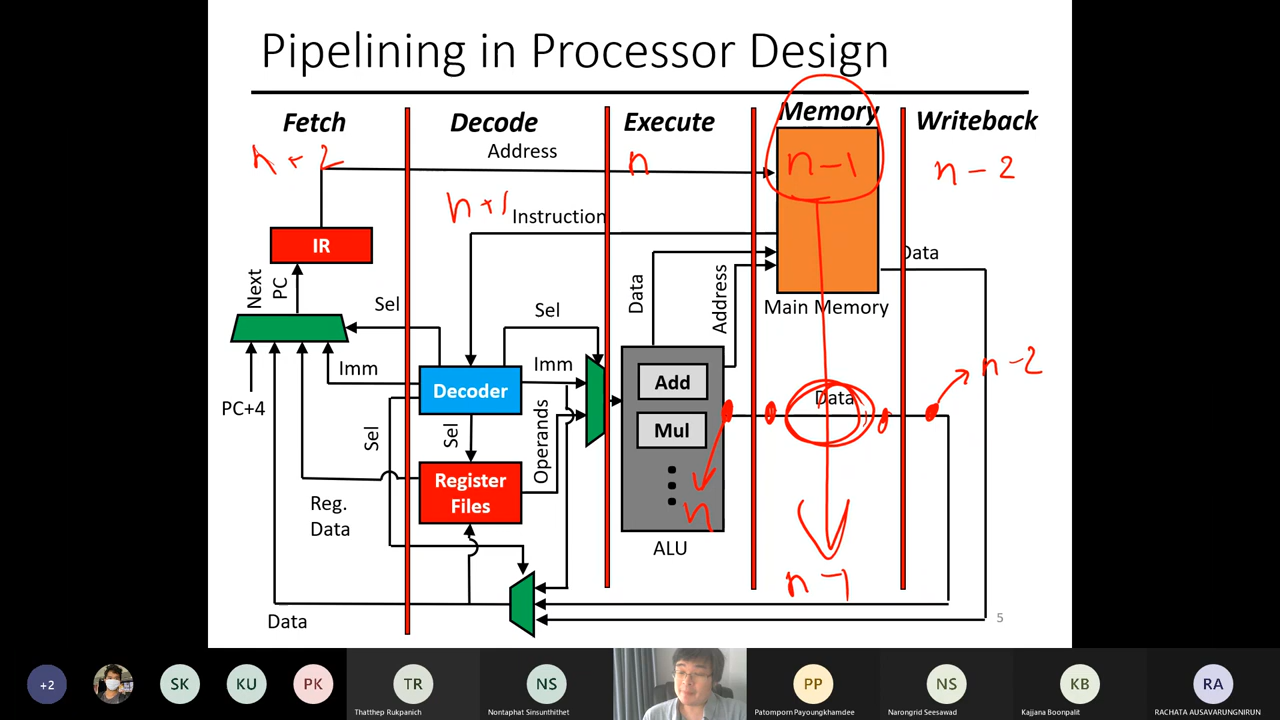 Pipelining in Processor Design
Fetch
Decode
Execute
Memory
Writeback
n+2
Address
n
n-1
n-2
n+1
Instruction
IR
Next
PC
Sel
Sel
Data
Address
Data
Main Memory
Imm
Decoder
Imm
Add
Data
n-2
PC+4
Sel
Sel
Operands
Mul
Reg.
Data
Register
Files
n
ALU
n-1
Data
5
+2
SK
KU
PK
TR
Thatthep Rukpanich
NS
Nontaphat Sinsunthithet
PP
Patomporn Payoungkhamdee
NS
Narongrid Seesawad
KB
Kajjana Boonpalit
RA
RACHATA AUSAVARUNGNIRUN